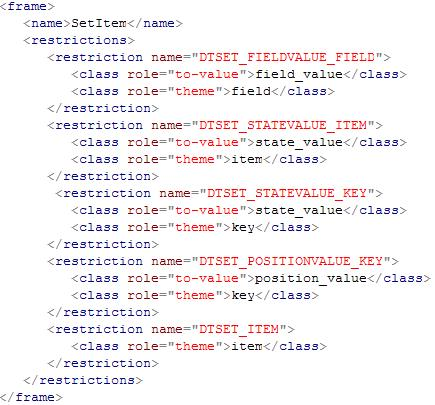 <frame>
<name>SetItem</name>
<restrictions>
<restriction name="DTSET_FIELDVALUE_FIELD">
<class role="to-value">field_value</class>
<class role="theme">field</class>
</restriction>
<restriction name="DTSET_STATEVALUE_ITEM">
<class role="to-value">state_value</class>
<class role="theme">item</class>
</restriction>
<restriction name="DTSET_STATEVALUE_KEY">
<class role="to-value">state_value</class>
<class role="theme">key</class>
</restriction>
<restriction name="DTSET_POSITIONVALUE_KEY">
<class role="to-value">position_value</class>
<class role="theme">key</class>
</restriction>
<restriction name="DTSET_ITEM">
<class role="theme">item</class>
</restriction>
</restrictions>
</frame>